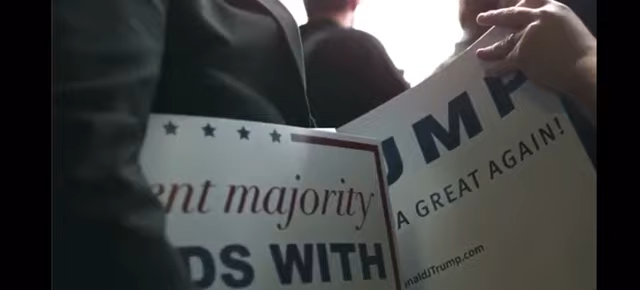 ent majority
DS WITH
UMP
A GREAT AGAIN!
naldJTrump.com